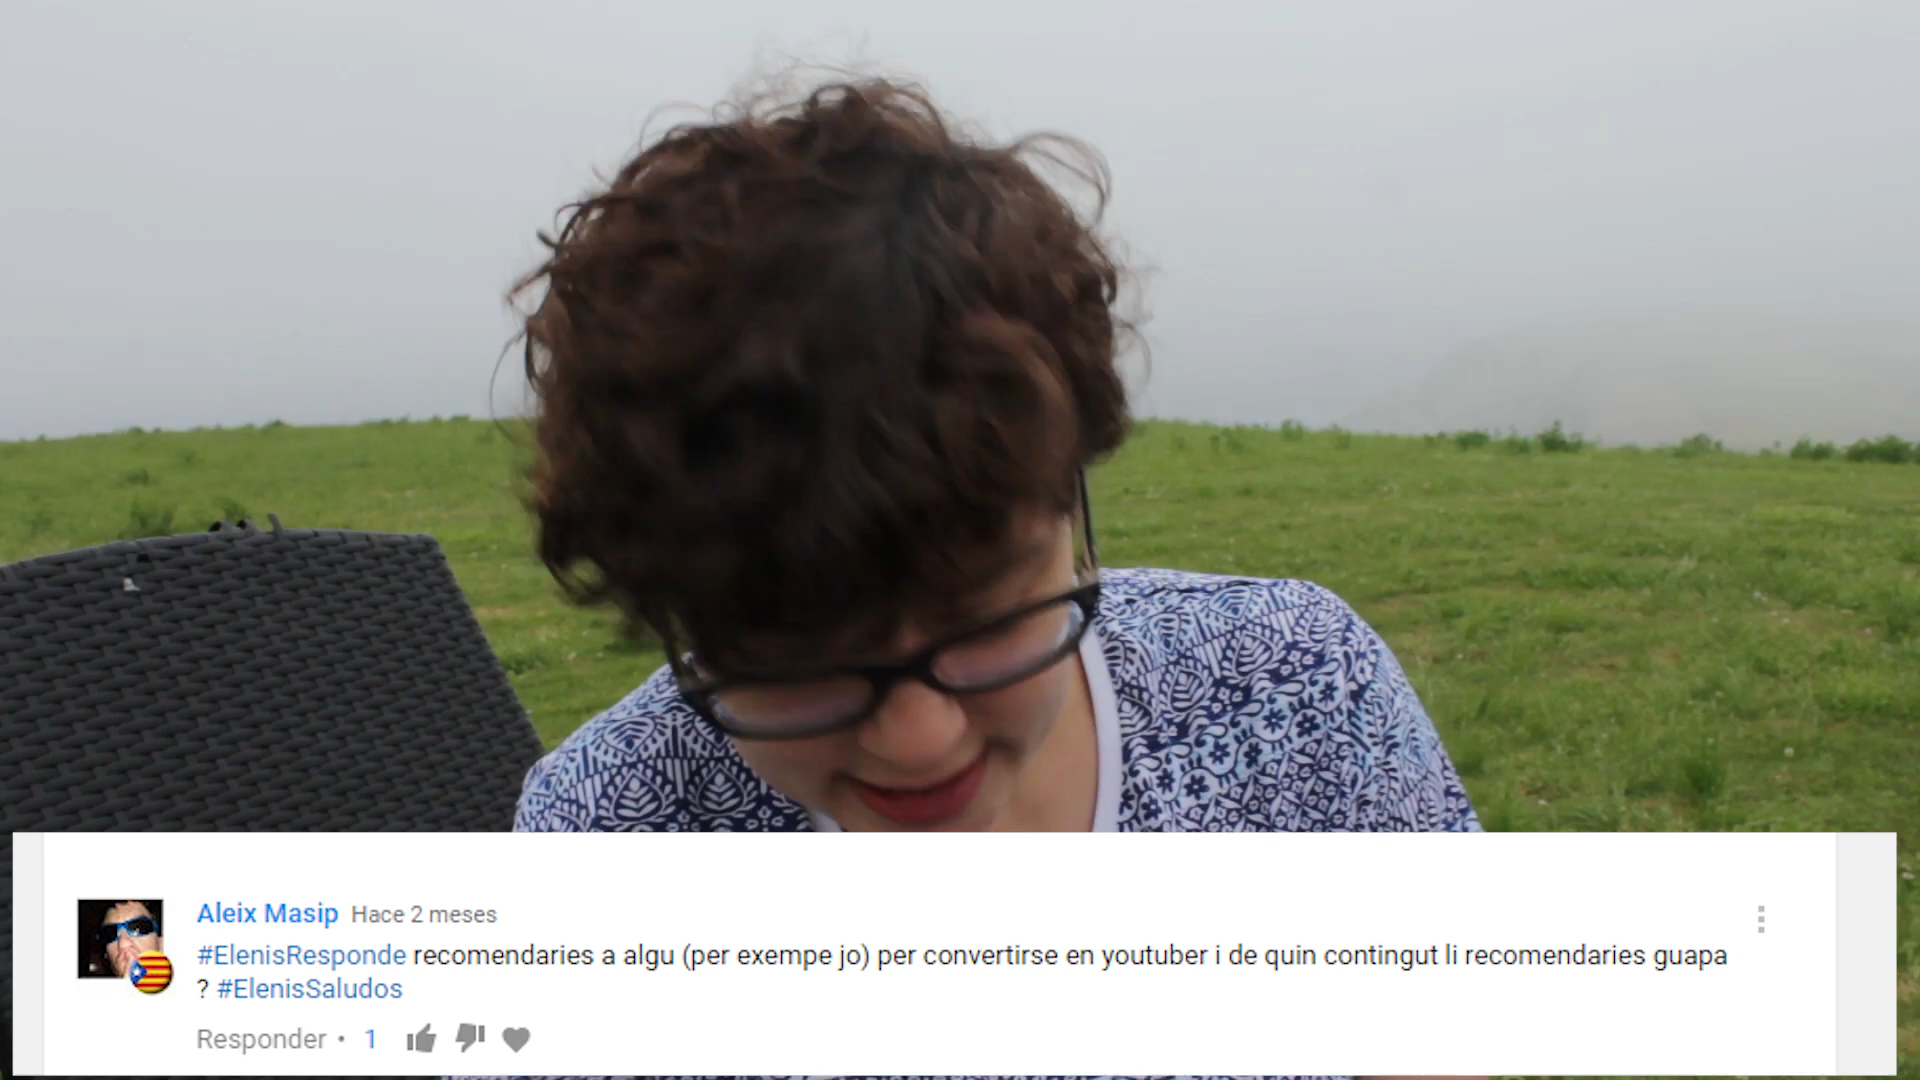 Aleix Masip Hace 2 meses
#ElenisResponde recomendaries a algu (per exempe jo) per convertirse en youtuber i de quin contingut li recomendaries guapa
? #ElenisSaludos
Responder • 1